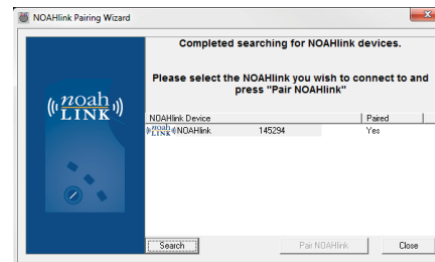 NOAHlink Pairing Wizard
Completed searching for NOAHlink devices.
Please select the NOAHlink you wish to connect to and
press "Pair NOAHlink"
noah
LINK
NOAHlink Device Paired
noah LINK NOAHlink 145294 Yes
Search Pair NOAHlink Close